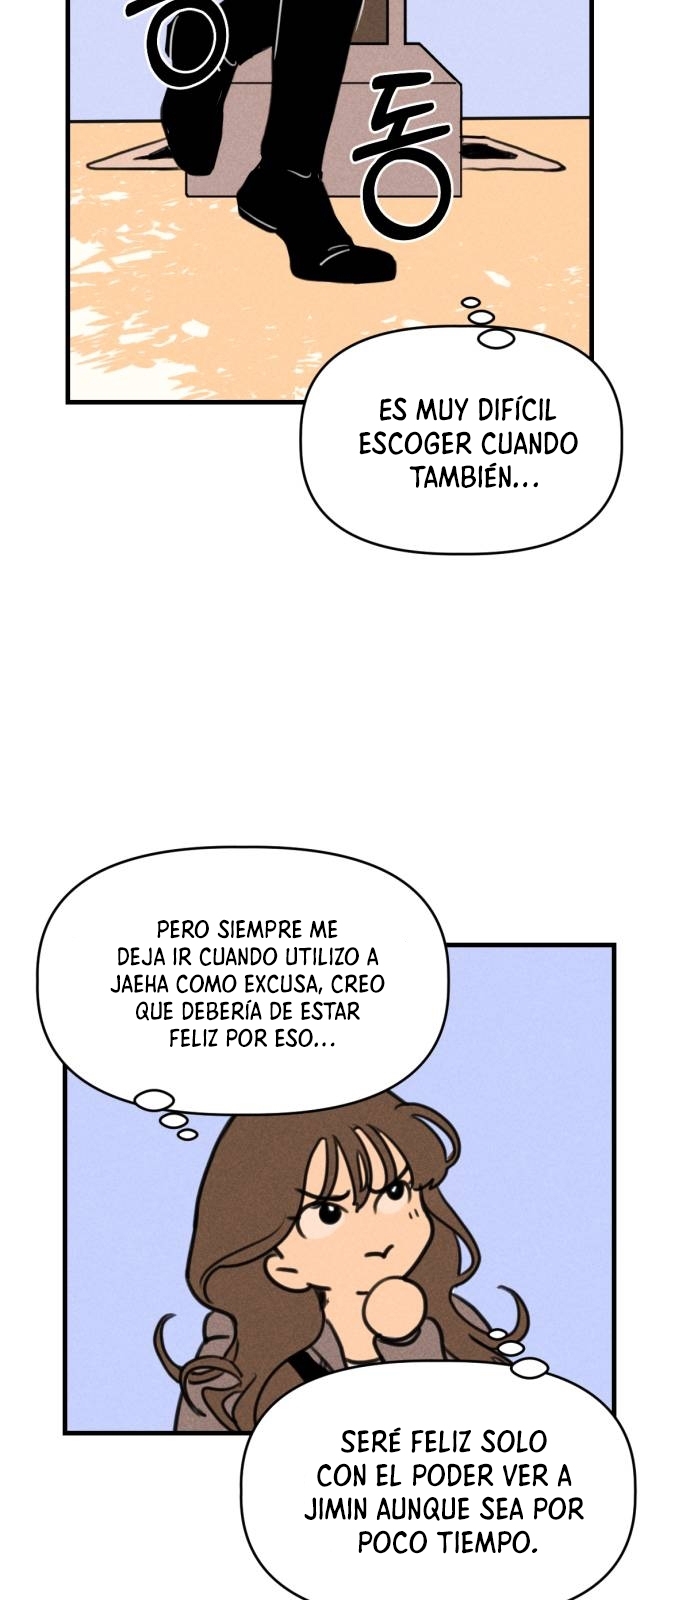 동
동
ES MUY DIFÍCIL
ESCOGER CUANDO
TAMBIÉN...
PERO SIEMPRE ME
DEJA IR CUANDO UTILIZO A
JAEHA COMO EXCUSA, CREO
QUE DEBERÍA DE ESTAR
FELIZ POR ESO...
SERÉ FELIZ SOLO
CON EL PODER VER A
JIMIN AUNQUE SEA POR
POCO TIEMPO.